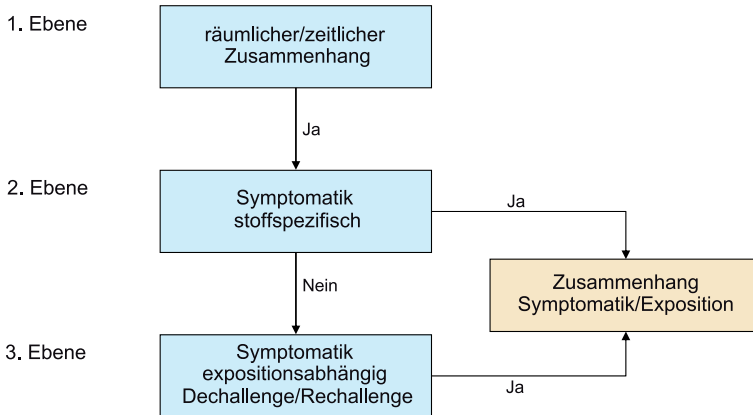 1. Ebene
räumlicher/zeitlicher
Zusammenhang
Ja
2. Ebene
Symptomatik
stoffspezifisch
Ja
Nein
Zusammenhang
Symptomatik/Exposition
3. Ebene
Symptomatik
expositionsabhängig
Dechallenge/Rechallenge
Ja